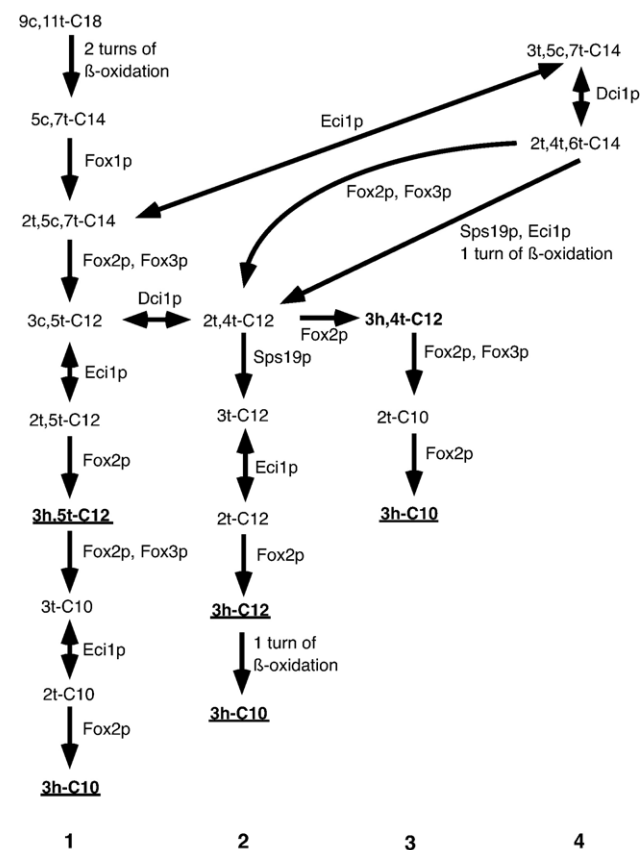 9c,11t-C18
2 turns of
ß-oxidation
5c,7t-C14
Fox1p
2t,5c,7t-C14
Fox2p, Fox3p
3c,5t-C12
Eci1p
2t,5t-C12
Fox2p
3h,5t-C12
Fox2p, Fox3p
3t-C10
Eci1p
2t-C10
Fox2p
3h-C10
1
Dci1p
2t,4t-C12
Sps19p
3t-C12
Eci1p
2t-C12
Fox2p
3h-C12
1 turn of
ß-oxidation
3h-C10
2
Fox2p
3h,4t-C12
Fox2p, Fox3p
2t-C10
Fox2p
3h-C10
3
3t,5c,7t-C14
Dci1p
2t,4t,6t-C14
Eci1p
Fox2p, Fox3p
Sps19p, Eci1p
1 turn of ß-oxidation
4